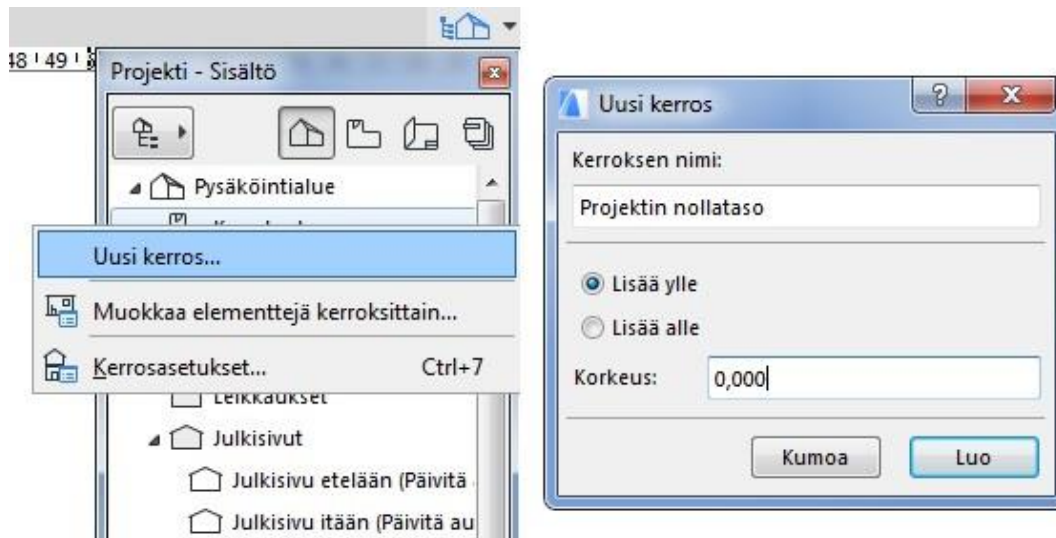 48 49
Projekti - Sisältö
Pysäköintialue
Uusi kerros...
Muokkaa elementtejä kerroksittain...
Kerrosasetukset... Ctrl+7
Leikkaukset
Julkisivut
Julkisivu etelään (Päivitä
Julkisivu itään (Päivitä au
Uusi kerros
Kerroksen nimi:
Projektin nollataso
Lisää ylle
Lisää alle
Korkeus: 0,000
Kumoa Luo